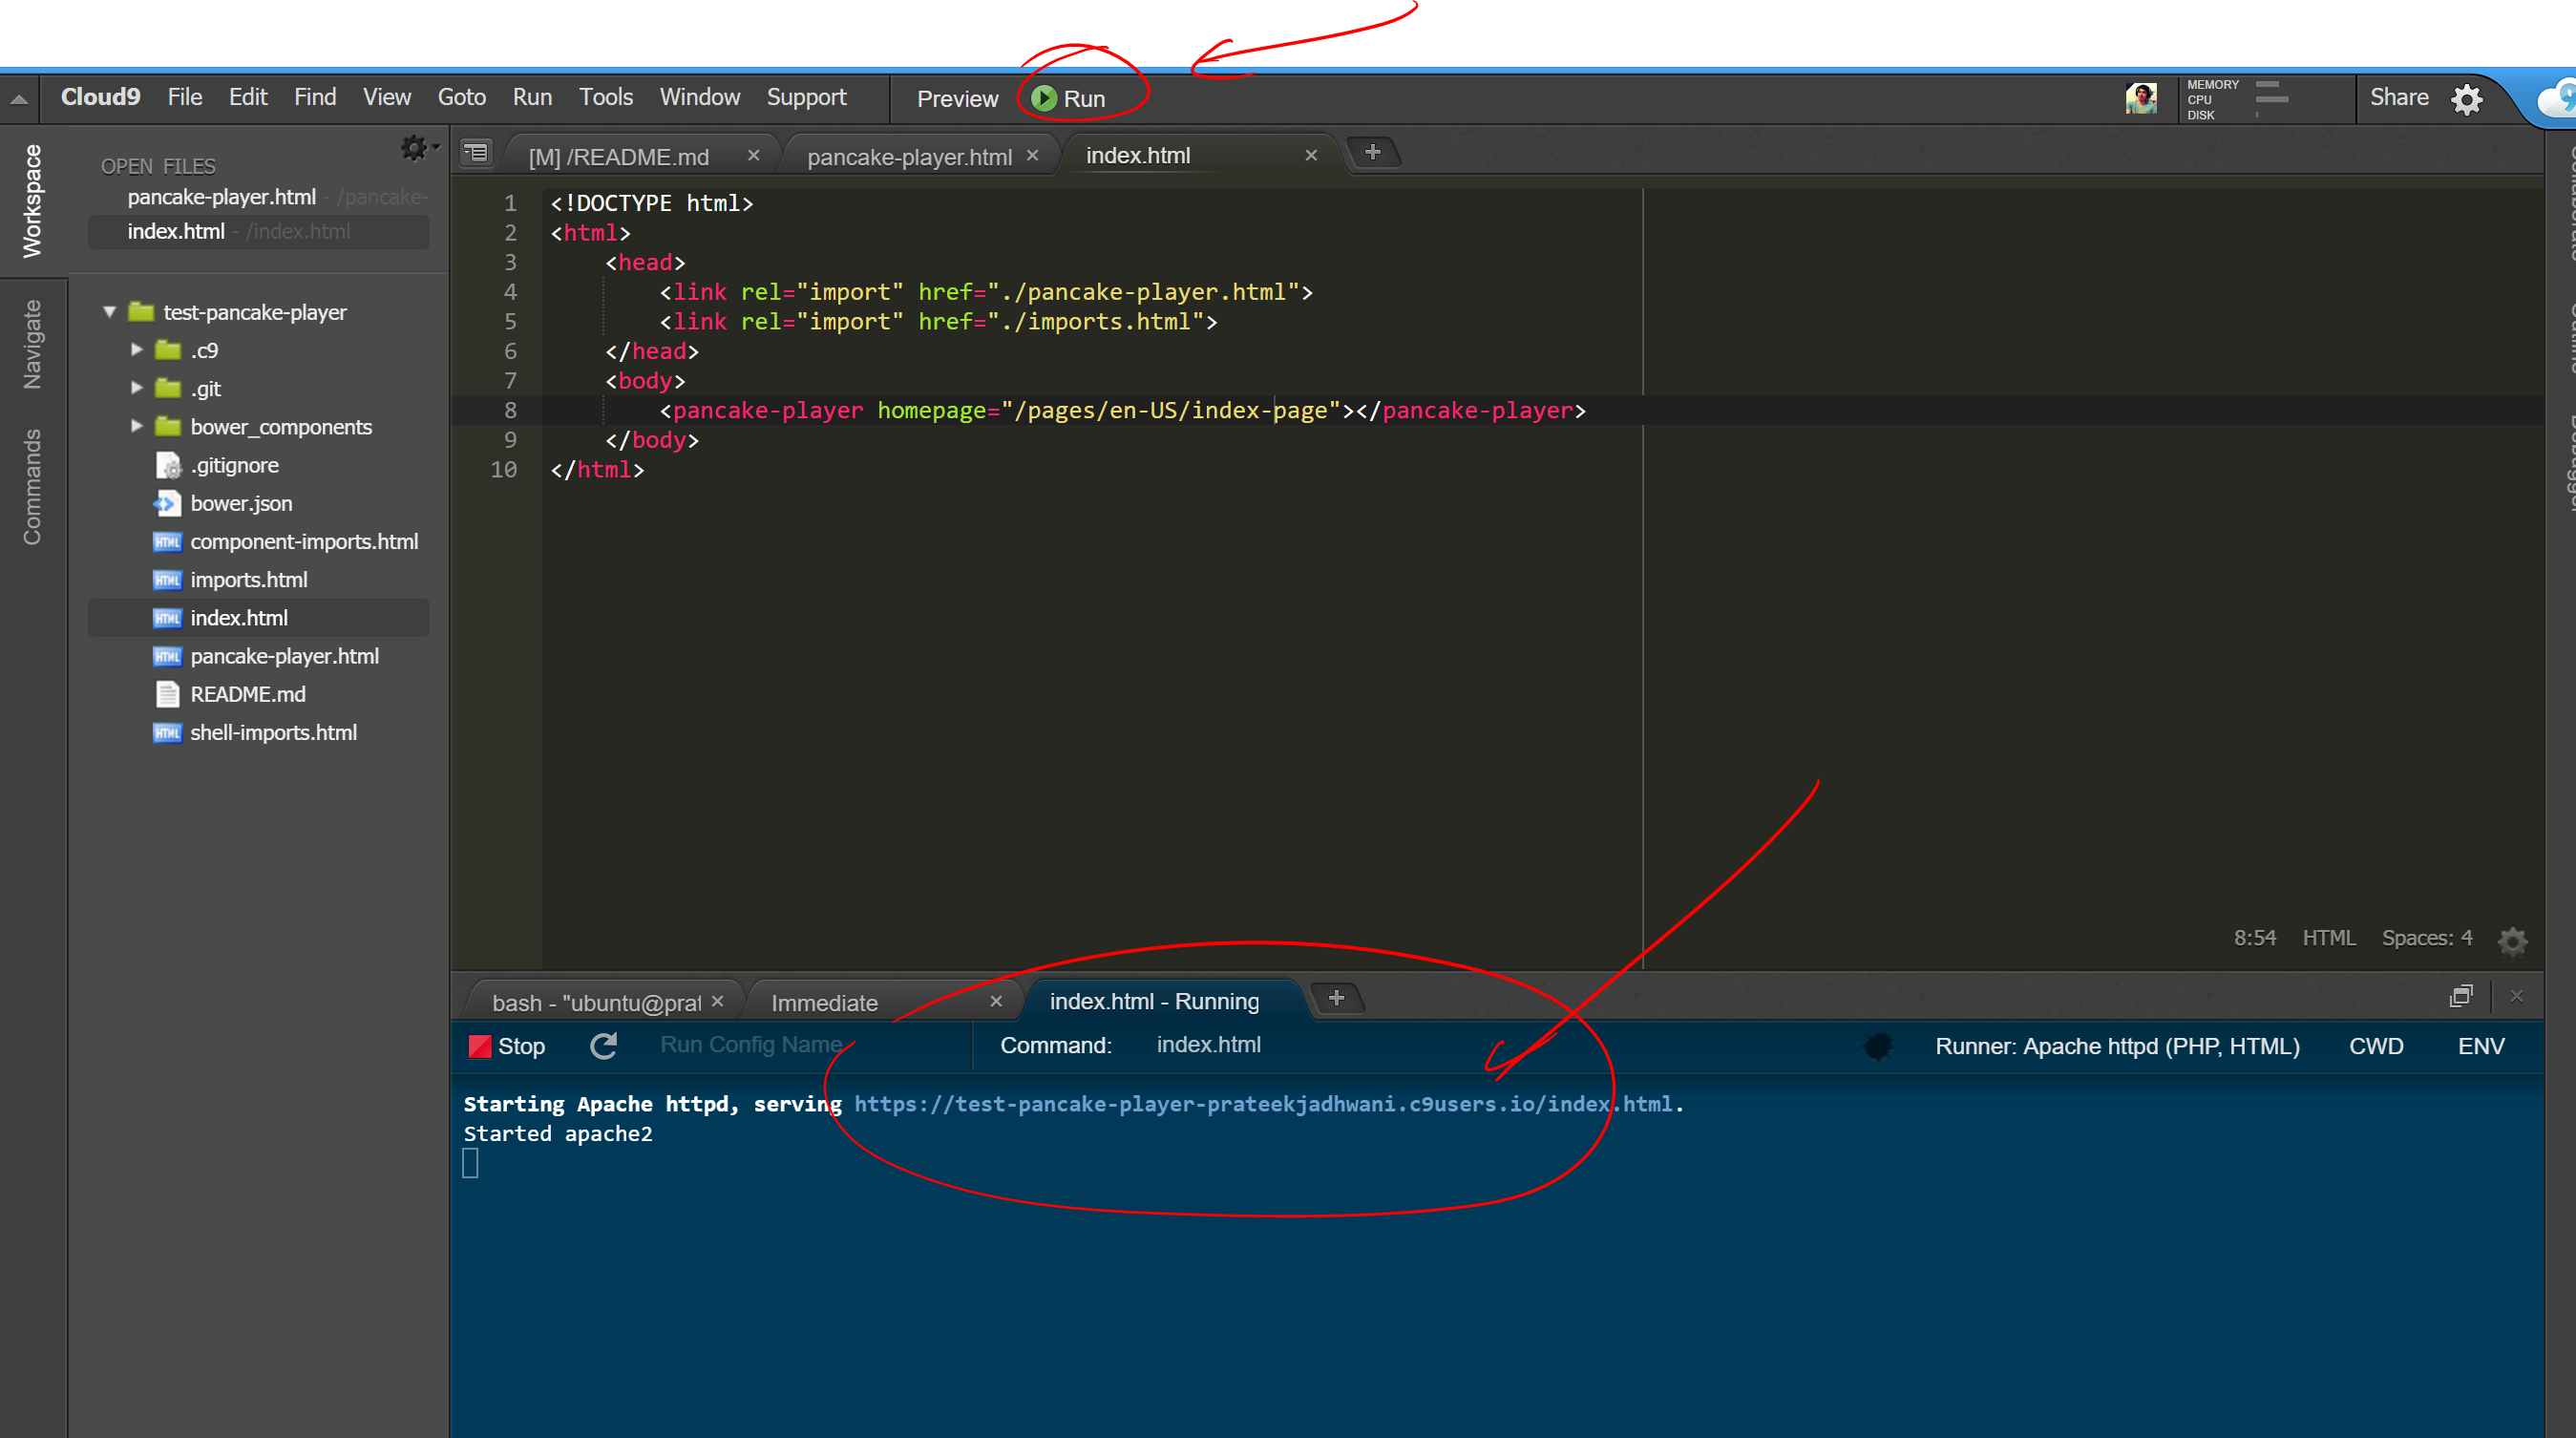 Cloud9 File Edit Find View Goto Run Tools Window Support Preview Run MEMORY CPU DISK Share
Workspace
Navigate
Commands
OPEN FILES
pancake-player.html - /pancake-
index.html - /index.html
test-pancake-player
.c9
.git
bower_components
.gitignore
bower.json
component-imports.html
imports.html
index.html
pancake-player.html
README.md
shell-imports.html
[M] /README.md pancake-player.html index.html
1 <!DOCTYPE html>
2 <html>
3 <head>
4 <link rel="import" href="./pancake-player.html">
5 <link rel="import" href="./imports.html">
6 </head>
7 <body>
8 <pancake-player homepage="/pages/en-US/index-page"></pancake-player>
9 </body>
10 </html>
8:54 HTML Spaces: 4
bash - "ubuntu@prat Immediate index.html - Running
Stop Run Config Name Command: index.html Runner: Apache httpd (PHP, HTML) CWD ENV
Starting Apache httpd, serving https://test-pancake-player-prateekjadhwani.c9users.io/index.html.
Started apache2